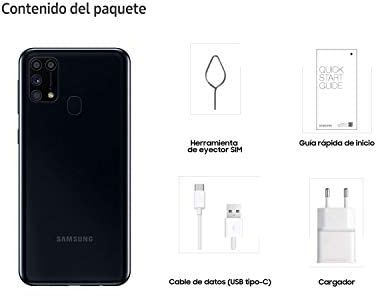 Contenido del paquete
QUICK
START
GUIDE
SAMSUNG
Herramienta
de eyector SIM
Guía rápida de inicio
SAMSUNG
Cable de datos (USB tipo-C)
Cargador